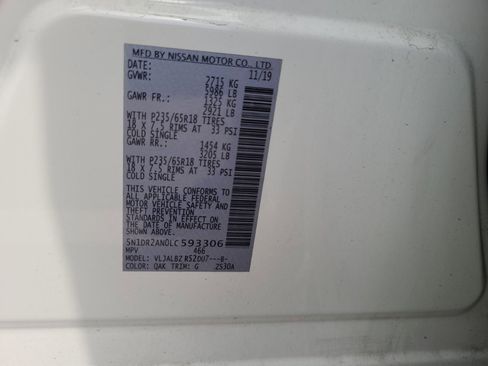 MFD BY NISSAN MOTOR CO., LTD.
DATE: 11/19
GVWR: 2715 KG
5986 LB
GAWR FR.: 1325 KG
2921 LB
WITH P235/65R18 TIRES
18 X 7.5 RIMS AT 33 PSI
COLD SINGLE
GAWR RR.: 1454 KG
3205 LB
WITH P235/65R18 TIRES
18 X 7.5 RIMS AT 33 PSI
COLD SINGLE
THIS VEHICLE CONFORMS TO
ALL APPLICABLE FEDERAL
MOTOR VEHICLE SAFETY AND
THEFT PREVENTION
STANDARDS IN EFFECT ON
THE DATE OF MANUFACTURE
SHOWN ABOVE.
5N1DR2AN0LC593306
MPV 466
MODEL: VLJALBZ R52DU7---B-
COLOR: QAK TRIM: G 2S30A